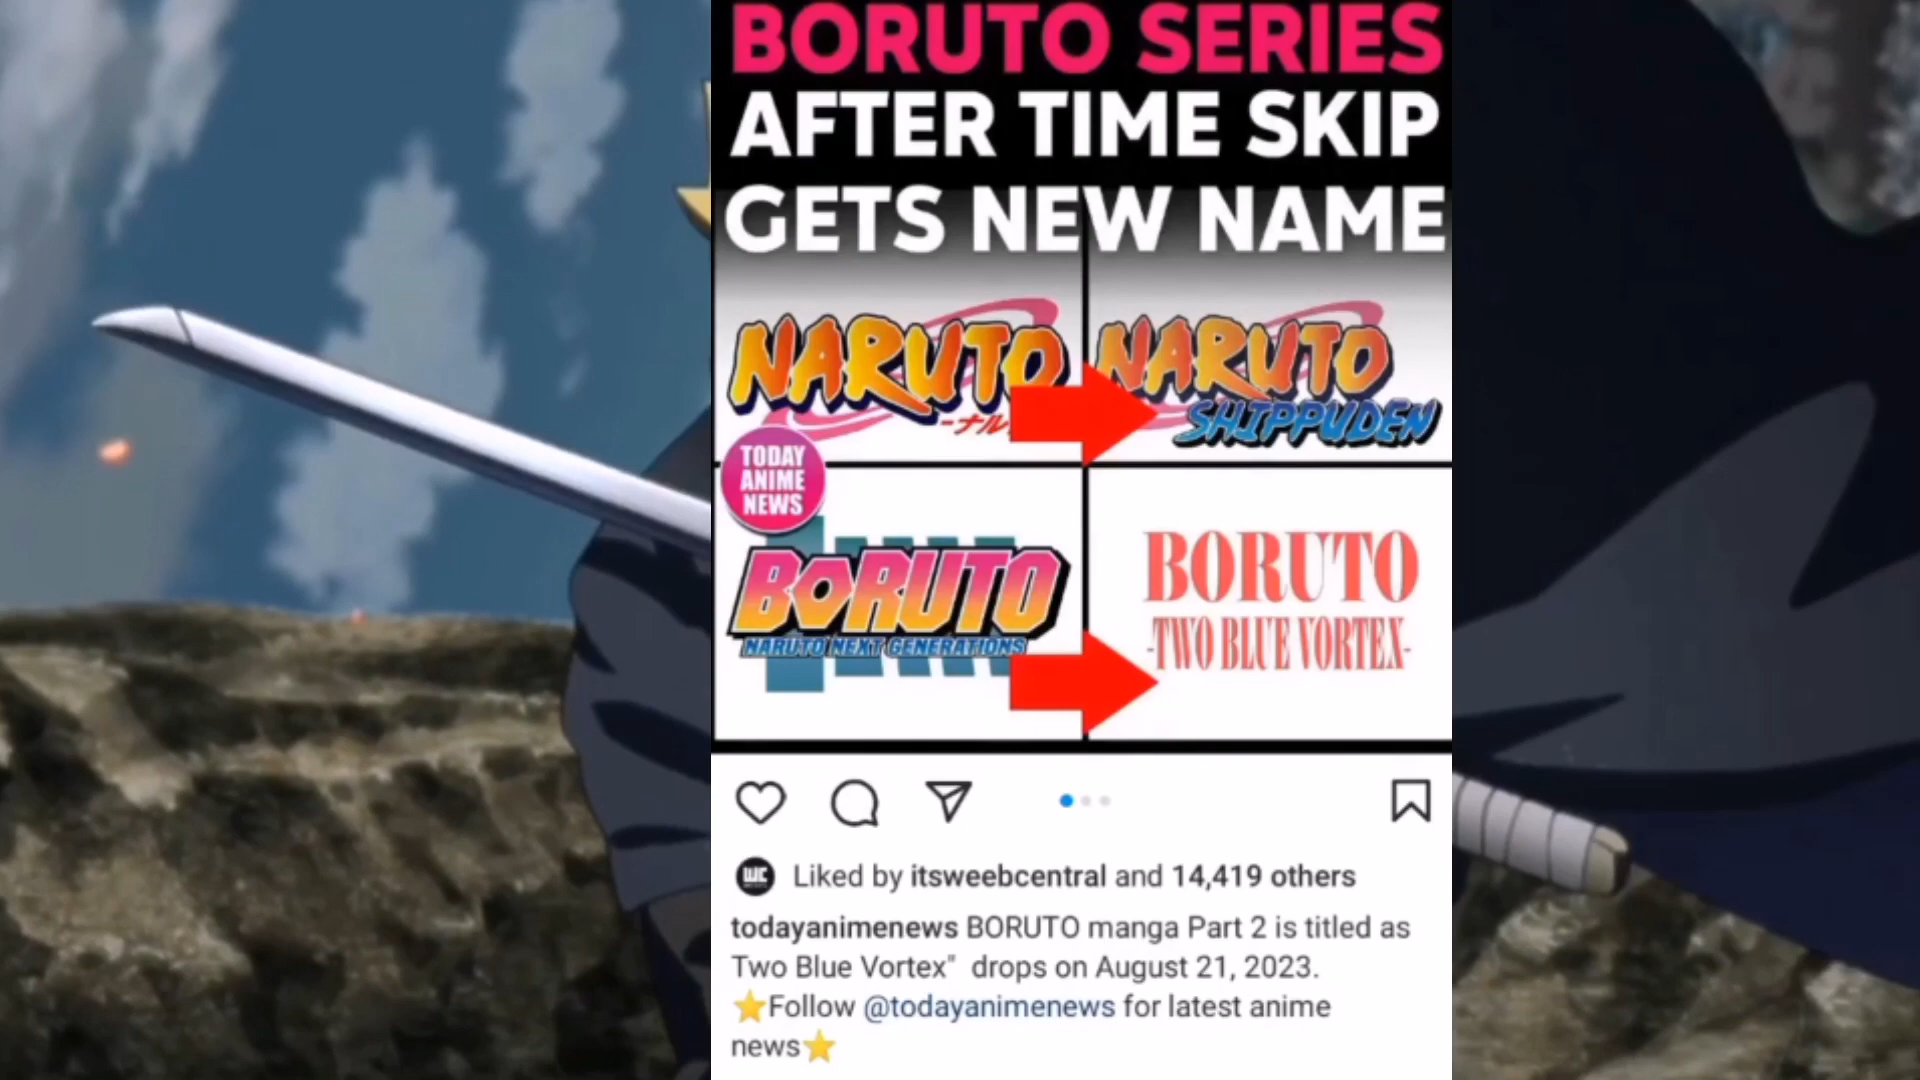 BORUTO SERIES
AFTER TIME SKIP
GETS NEW NAME
NARUTO
-ナル
NARUTO
SHIPPUDEN
TODAY
ANIME
NEWS
BORUTO
NARUTO NEXT GENERATIONS
BORUTO
-TWO BLUE VORTEX-
WC
Liked by itsweebcentral and 14,419 others
todayanimenews BORUTO manga Part 2 is titled as
Two Blue Vortex" drops on August 21, 2023.
⭐Follow @todayanimenews for latest anime
news⭐